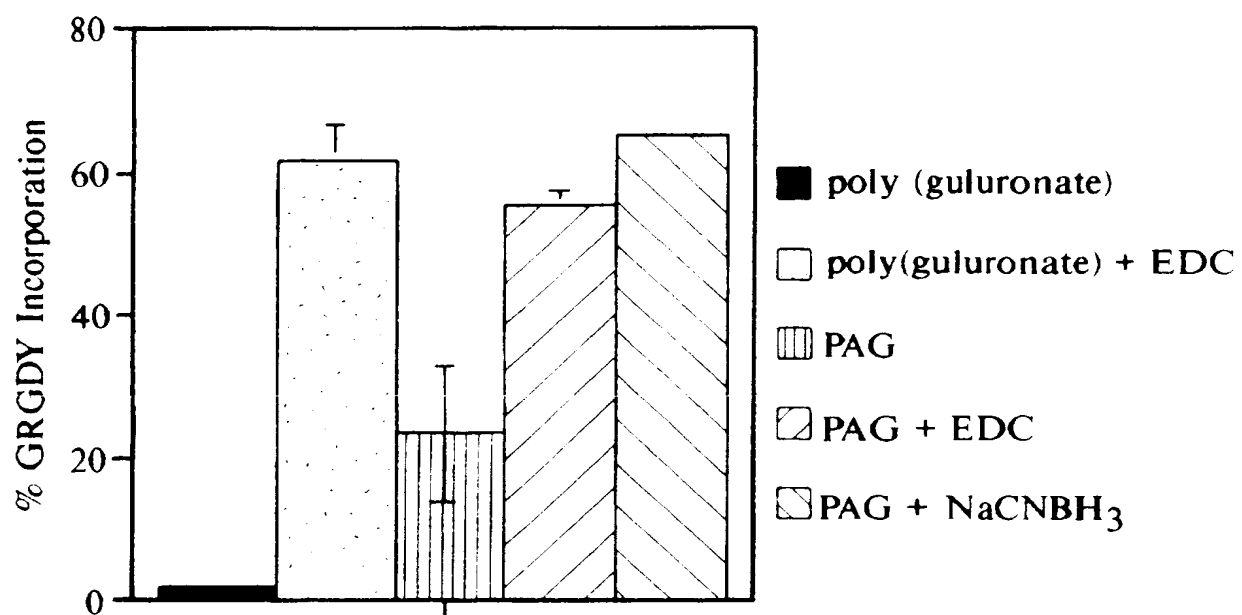 80
60
40
20
0
% GRGDY Incorporation
poly (guluronate)
poly(guluronate) + EDC
PAG
PAG + EDC
PAG + NaCNBH3